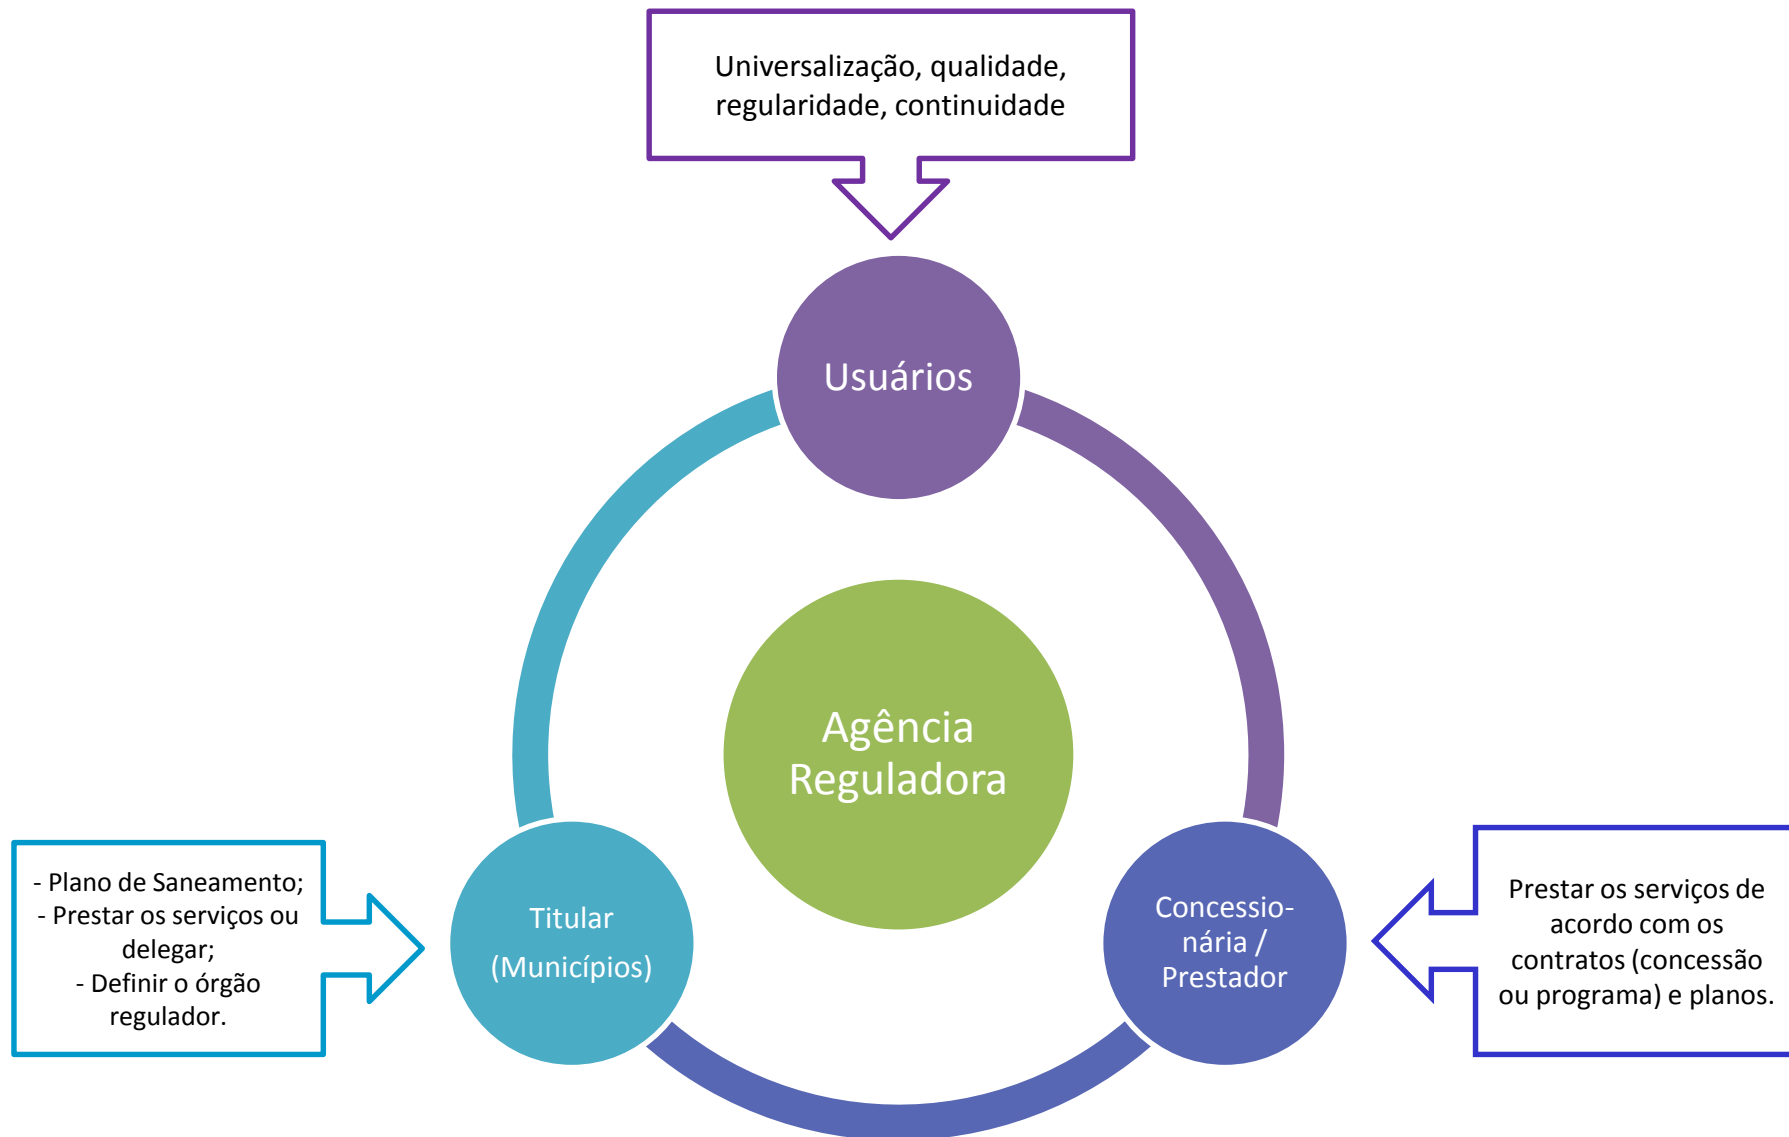 Universalização, qualidade,
regularidade, continuidade
Usuários
Agência
Reguladora
- Plano de Saneamento;
- Prestar os serviços ou
delegar;
- Definir o órgão
regulador.
Titular
(Municípios)
Concessio-
nária /
Prestador
Prestar os serviços de
acordo com os
contratos (concessão
ou programa) e planos.